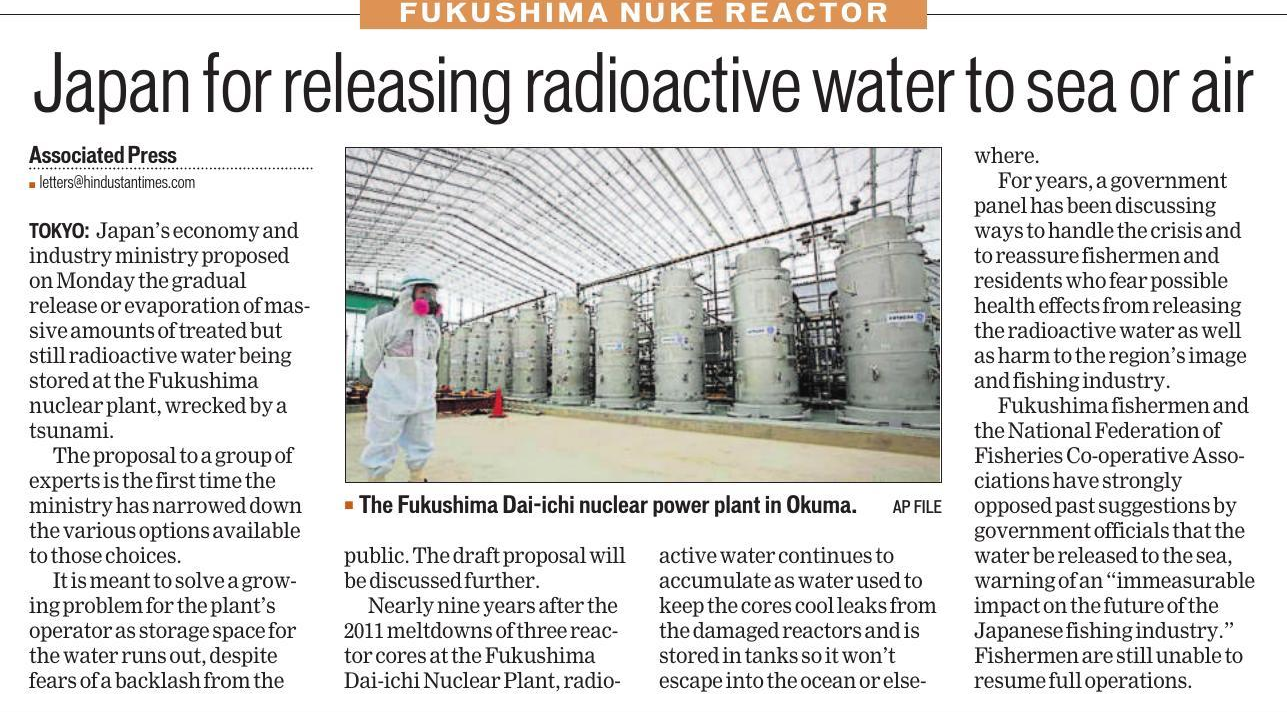 FUKUSHIMA NUKE REACTOR
Japan for releasing radioactive water to sea or air
Associated Press
letters@hindustantimes.com
TOKYO: Japan's economy and
industry ministry proposed
on Monday the gradual
release or evaporation of mas-
sive amounts of treated but
still radioactive water being
stored at the Fukushima
nuclear plant, wrecked by a
tsunami.
The proposal to a group of
experts is the first time the
ministry has narrowed down
the various options available
to those choices.
It is meant to solve a grow-
ing problem for the plant's
operator as storage space for
the water runs out, despite
fears of a backlash from the
The Fukushima Dai-ichi nuclear power plant in Okuma. AP FILE
public. The draft proposal will
be discussed further.
Nearly nine years after the
2011 meltdowns of three reac-
tor cores at the Fukushima
Dai-ichi Nuclear Plant, radio-
active water continues to
accumulate as water used to
keep the cores cool leaks from
the damaged reactors and is
stored in tanks so it won't
escape into the ocean or else-
where.
For years, a government
panel has been discussing
ways to handle the crisis and
to reassure fishermen and
residents who fear possible
health effects from releasing
the radioactive water as well
as harm to the region's image
and fishing industry.
Fukushima fishermen and
the National Federation of
Fisheries Co-operative Asso-
ciations have strongly
opposed past suggestions by
government officials that the
water be released to the sea,
warning of an “immeasurable
impact on the future of the
Japanese fishing industry.”
Fishermen are still unable to
resume full operations.